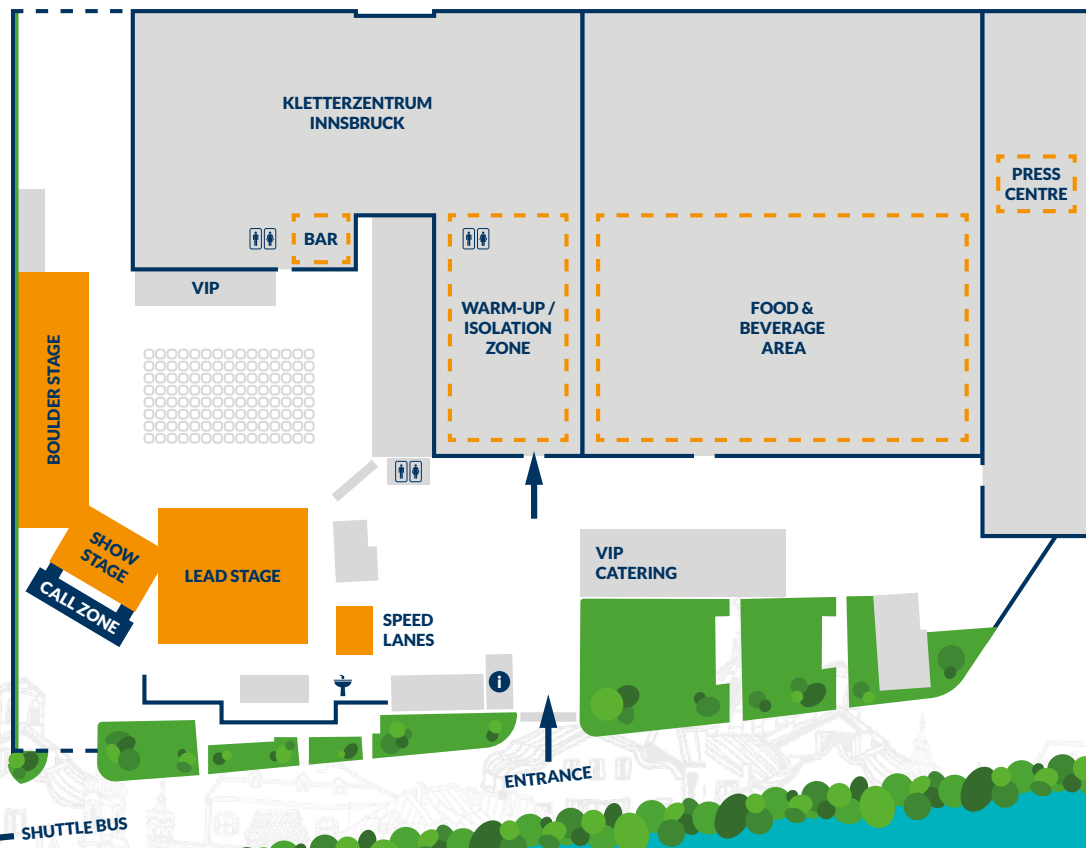 KLETTERZENTRUM
INNSBRUCK
PRESS
CENTRE
BAR
VIP
WARM-UP /
ISOLATION
ZONE
FOOD &
BEVERAGE
AREA
BOULDER STAGE
SHOW
STAGE
CALL ZONE
LEAD STAGE
VIP
CATERING
SPEED
LANES
i
ENTRANCE
SHUTTLE BUS